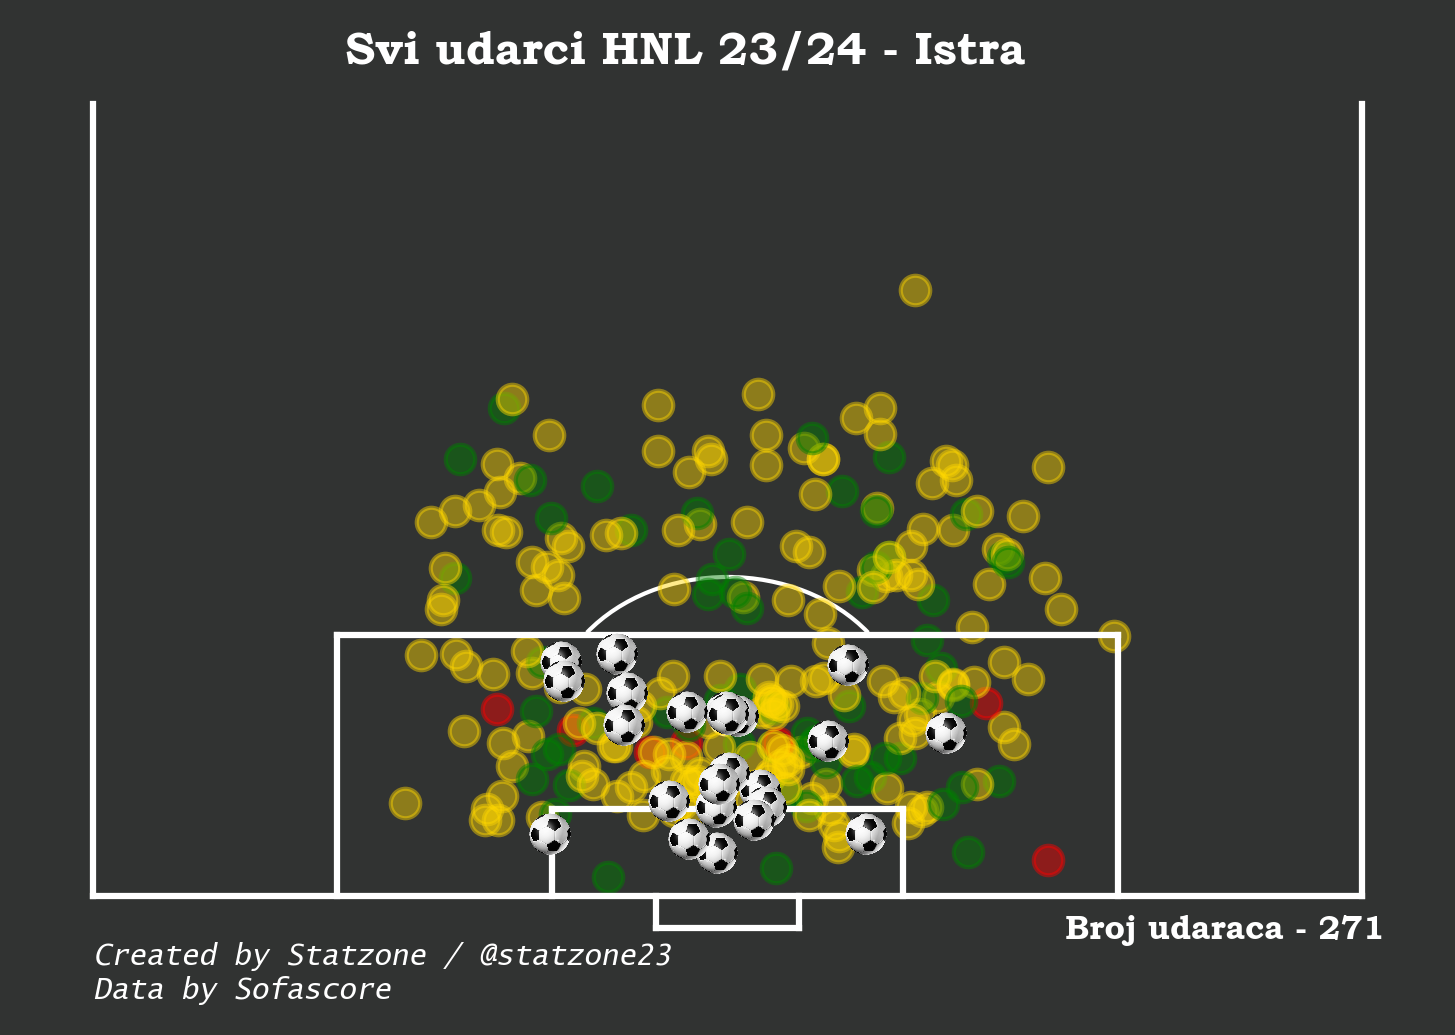 Svi udarci HNL 23/24 - Istra
Broj udaraca - 271
Created by Statzone / @statzone23
Data by Sofascore